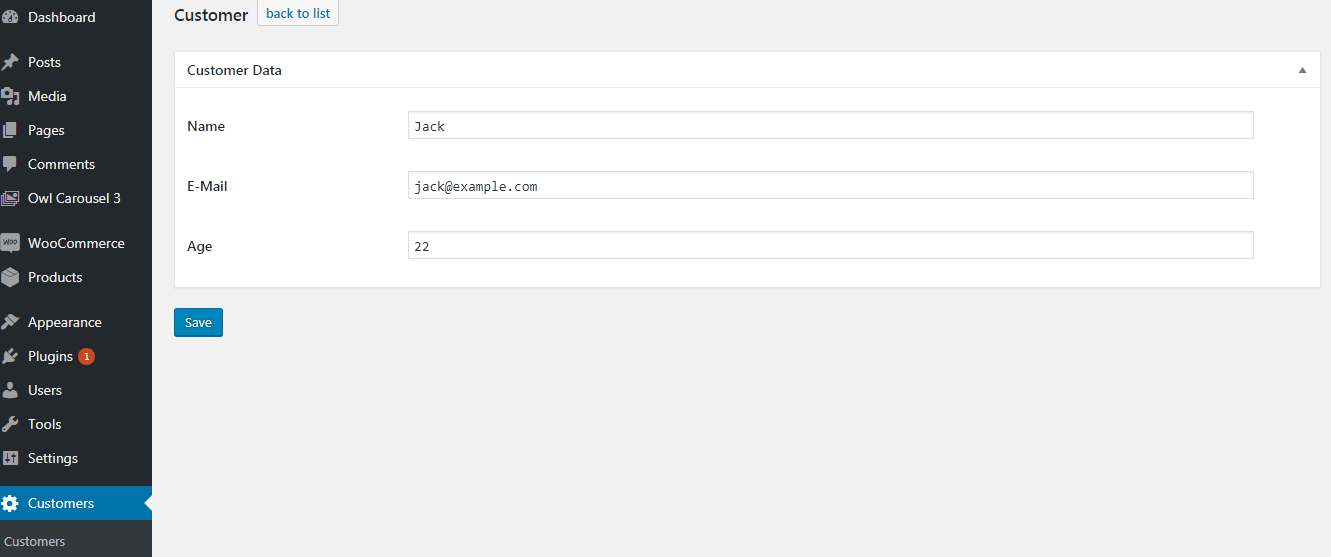 Dashboard
Posts
Media
Pages
Comments
Owl Carousel 3
WOO WooCommerce
Products
Appearance
Plugins 1
Users
Tools
Settings
Customers
Customers
Customer back to list
Customer Data
Name Jack
E-Mail jack@example.com
Age 22
Save